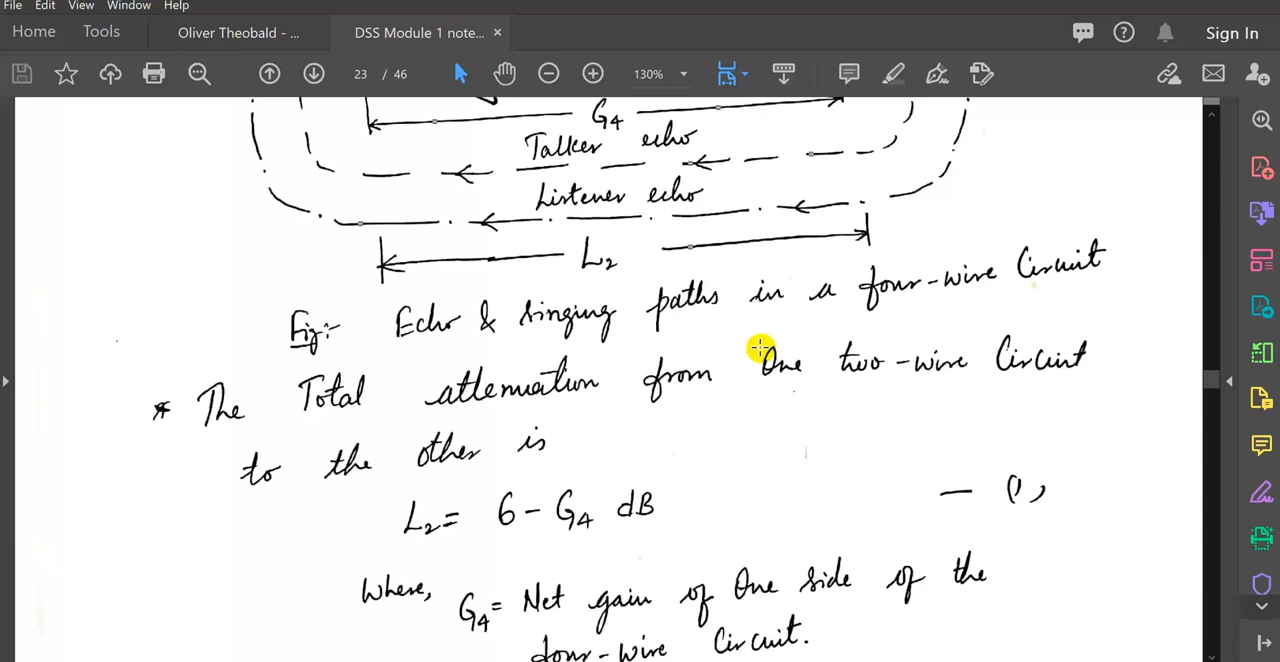 File Edit View Window Help
Home Tools Oliver Theobald - ... DSS Module 1 note... × Sign In
23 / 46 130%
G4
Talker echo
Listener echo
L2
Fig:- Echo & Singing paths in a four-wire Circuit
* The Total attenuation from One two-wire Circuit
to the other is
L2 = 6 - G4 dB — (1)
Where,
G4 = Net gain of One side of the
four-wire Circuit.